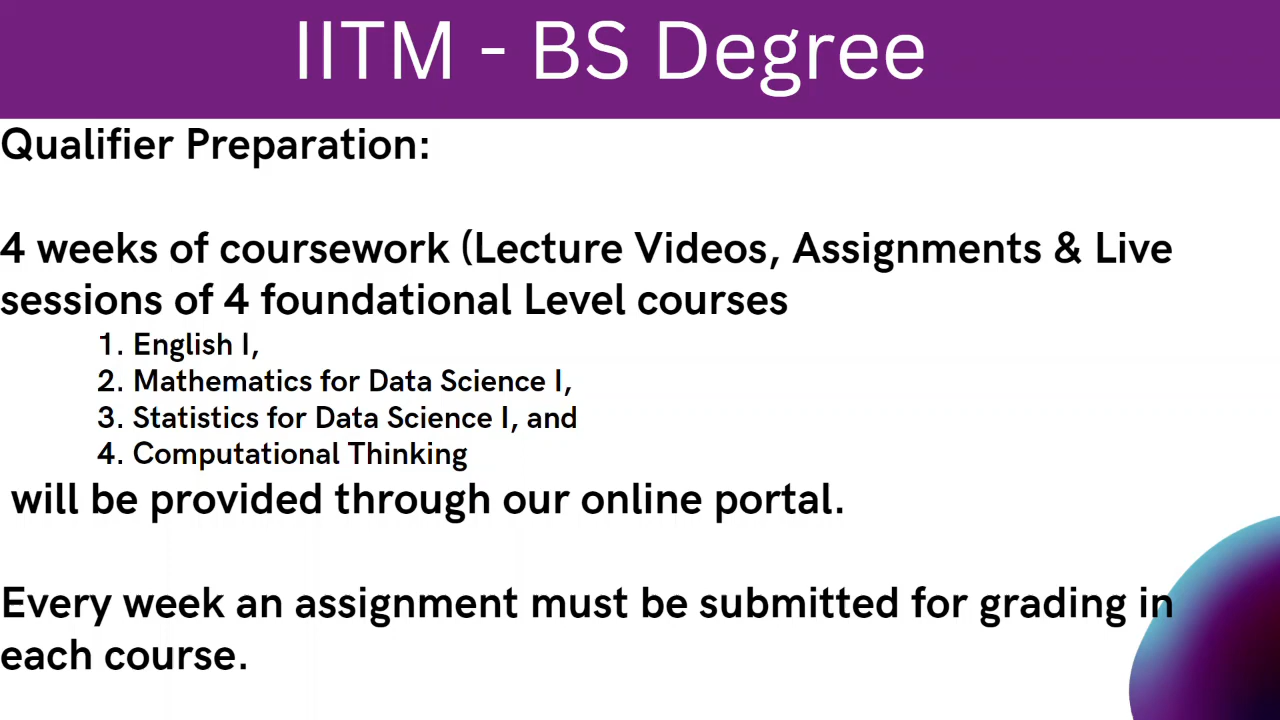 IITM - BS Degree
Qualifier Preparation:
4 weeks of coursework (Lecture Videos, Assignments & Live
sessions of 4 foundational Level courses
1. English I,
2. Mathematics for Data Science I,
3. Statistics for Data Science I, and
4. Computational Thinking
will be provided through our online portal.
Every week an assignment must be submitted for grading in
each course.